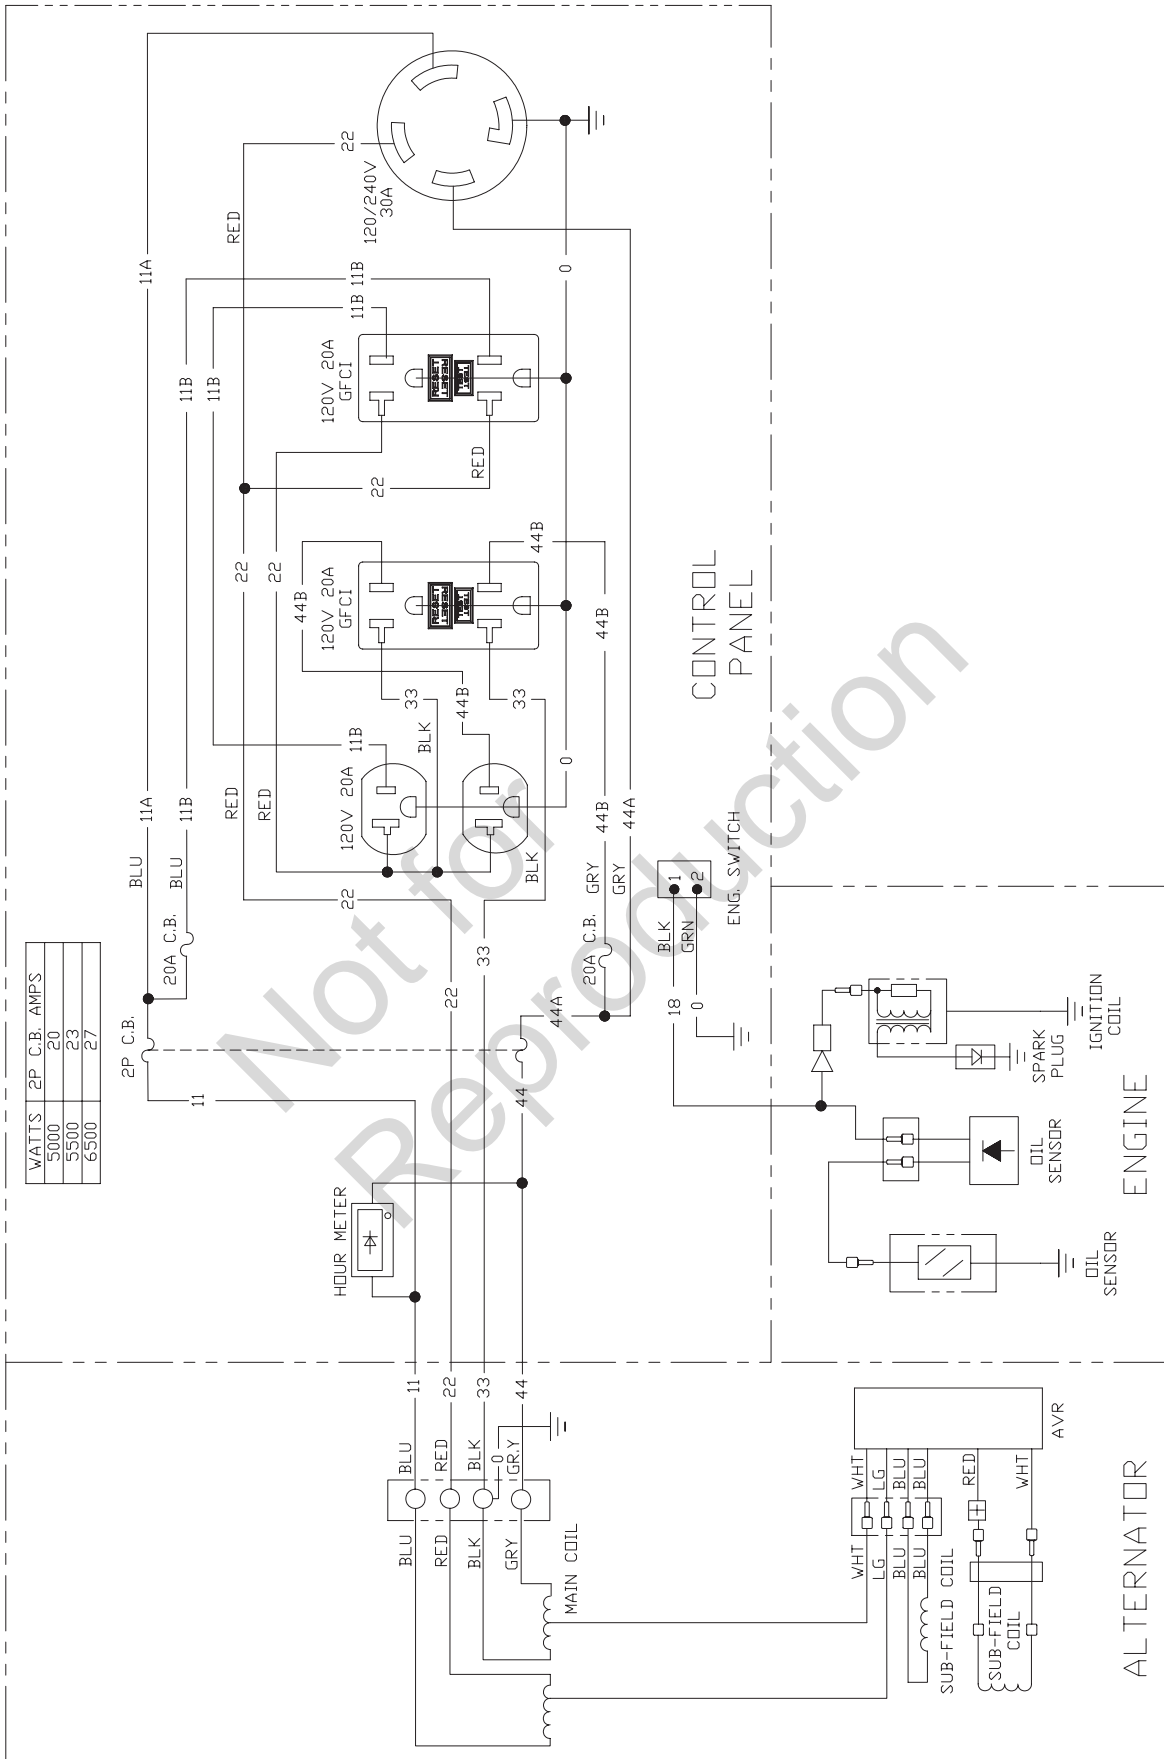 WATTS 2P C.B. AMPS
5000 20
5500 23
6500 27
2P C.B.
20A C.B.
BLU
BLU
11
11A
11B
11A
11B
11B
RED
RED
RED
22
22
22
11B
11B
22
120/240V
30A
120V 20A
GFCI
RESET
RESET
TEST
TEST
22
RED
120V 20A
GFCI
RESET
RESET
TEST
TEST
44B
44B
44B
33
33
BLK
44B
120V 20A
11B
BLK
22
22
33
0
0
44B
44B
44A
20A C.B.
GRY
GRY
44A
44
HOUR METER
CONTROL
PANEL
ENG. SWITCH
1
2
BLK
GRN
18
0
IGNITION
COIL
SPARK
PLUG
OIL
SENSOR
OIL
SENSOR
ENGINE
11
22
33
44
BLU
RED
BLK
0
GR.Y
BLU
RED
BLK
GRY
MAIN COIL
WHT
LG
BLU
BLU
WHT
LG
BLU
BLU
SUB-FIELD COIL
RED
WHT
AVR
SUB-FIELD
COIL
ALTERNATOR
Not for
Reproduction